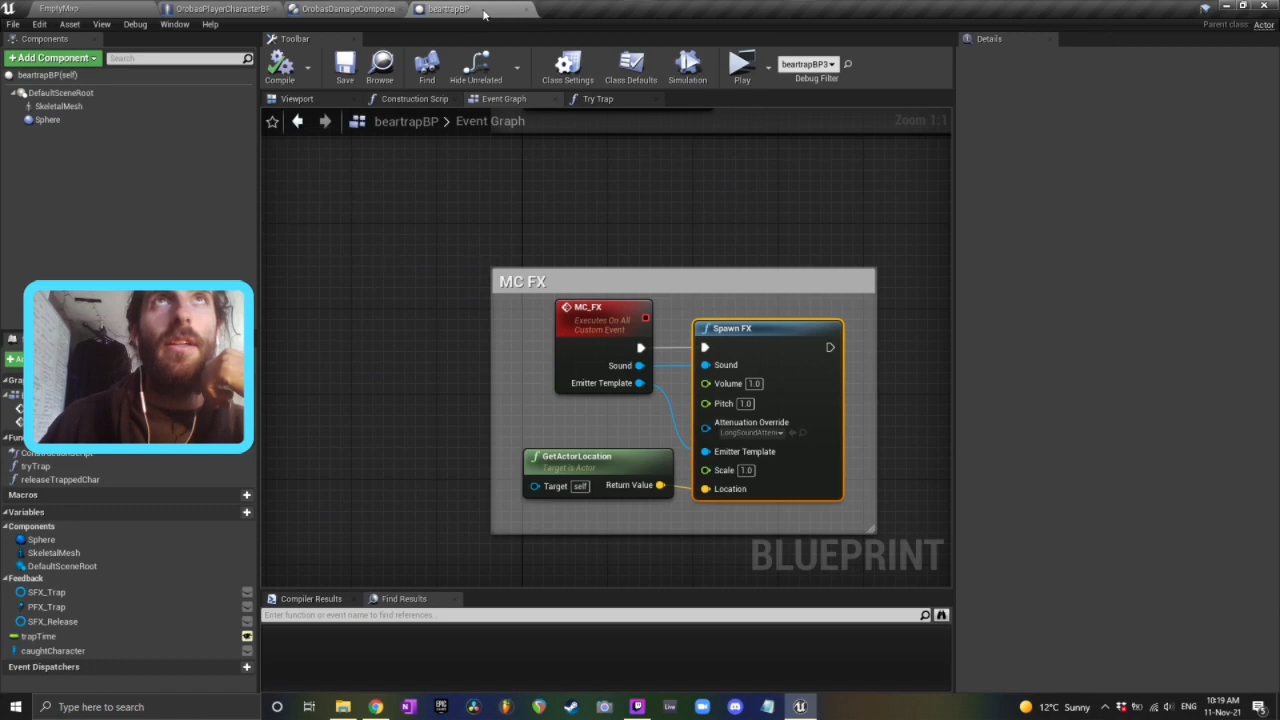 EmptyMap
OrobasPlayerCharacterBP
OrobasDamageComponen
beartrapBP
File
Edit
Asset
View
Debug
Window
Help
Parent class: Actor
Components
Toolbar
Details
+Add Component
Search
Compile
Save
Browse
Find
Hide Unrelated
Class Settings
Class Defaults
Simulation
Play
beartrapBP3
Debug Filter
beartrapBP(self)
DefaultSceneRoot
SkeletalMesh
Sphere
Viewport
Construction Scrip
Event Graph
Try Trap
beartrapBP > Event Graph
Zoom 1:1
MC FX
MC_FX
Executes On All
Custom Event
Sound
Emitter Template
Spawn FX
Sound
Volume 1.0
Pitch 1.0
Attenuation Override
LongSoundAtten
Emitter Template
Scale 1.0
Location
GetActorLocation
Target is Actor
Target self
Return Value
BLUEPRINT
tryTrap
releaseTrappedChar
Macros
Variables
Components
Sphere
SkeletalMesh
DefaultSceneRoot
Feedback
SFX_Trap
PFX_Trap
SFX_Release
trapTime
caughtCharacter
Event Dispatchers
Compiler Results
Find Results
Enter function or event name to find references...
Type here to search
12°C Sunny
10:19 AM
11-Nov-21